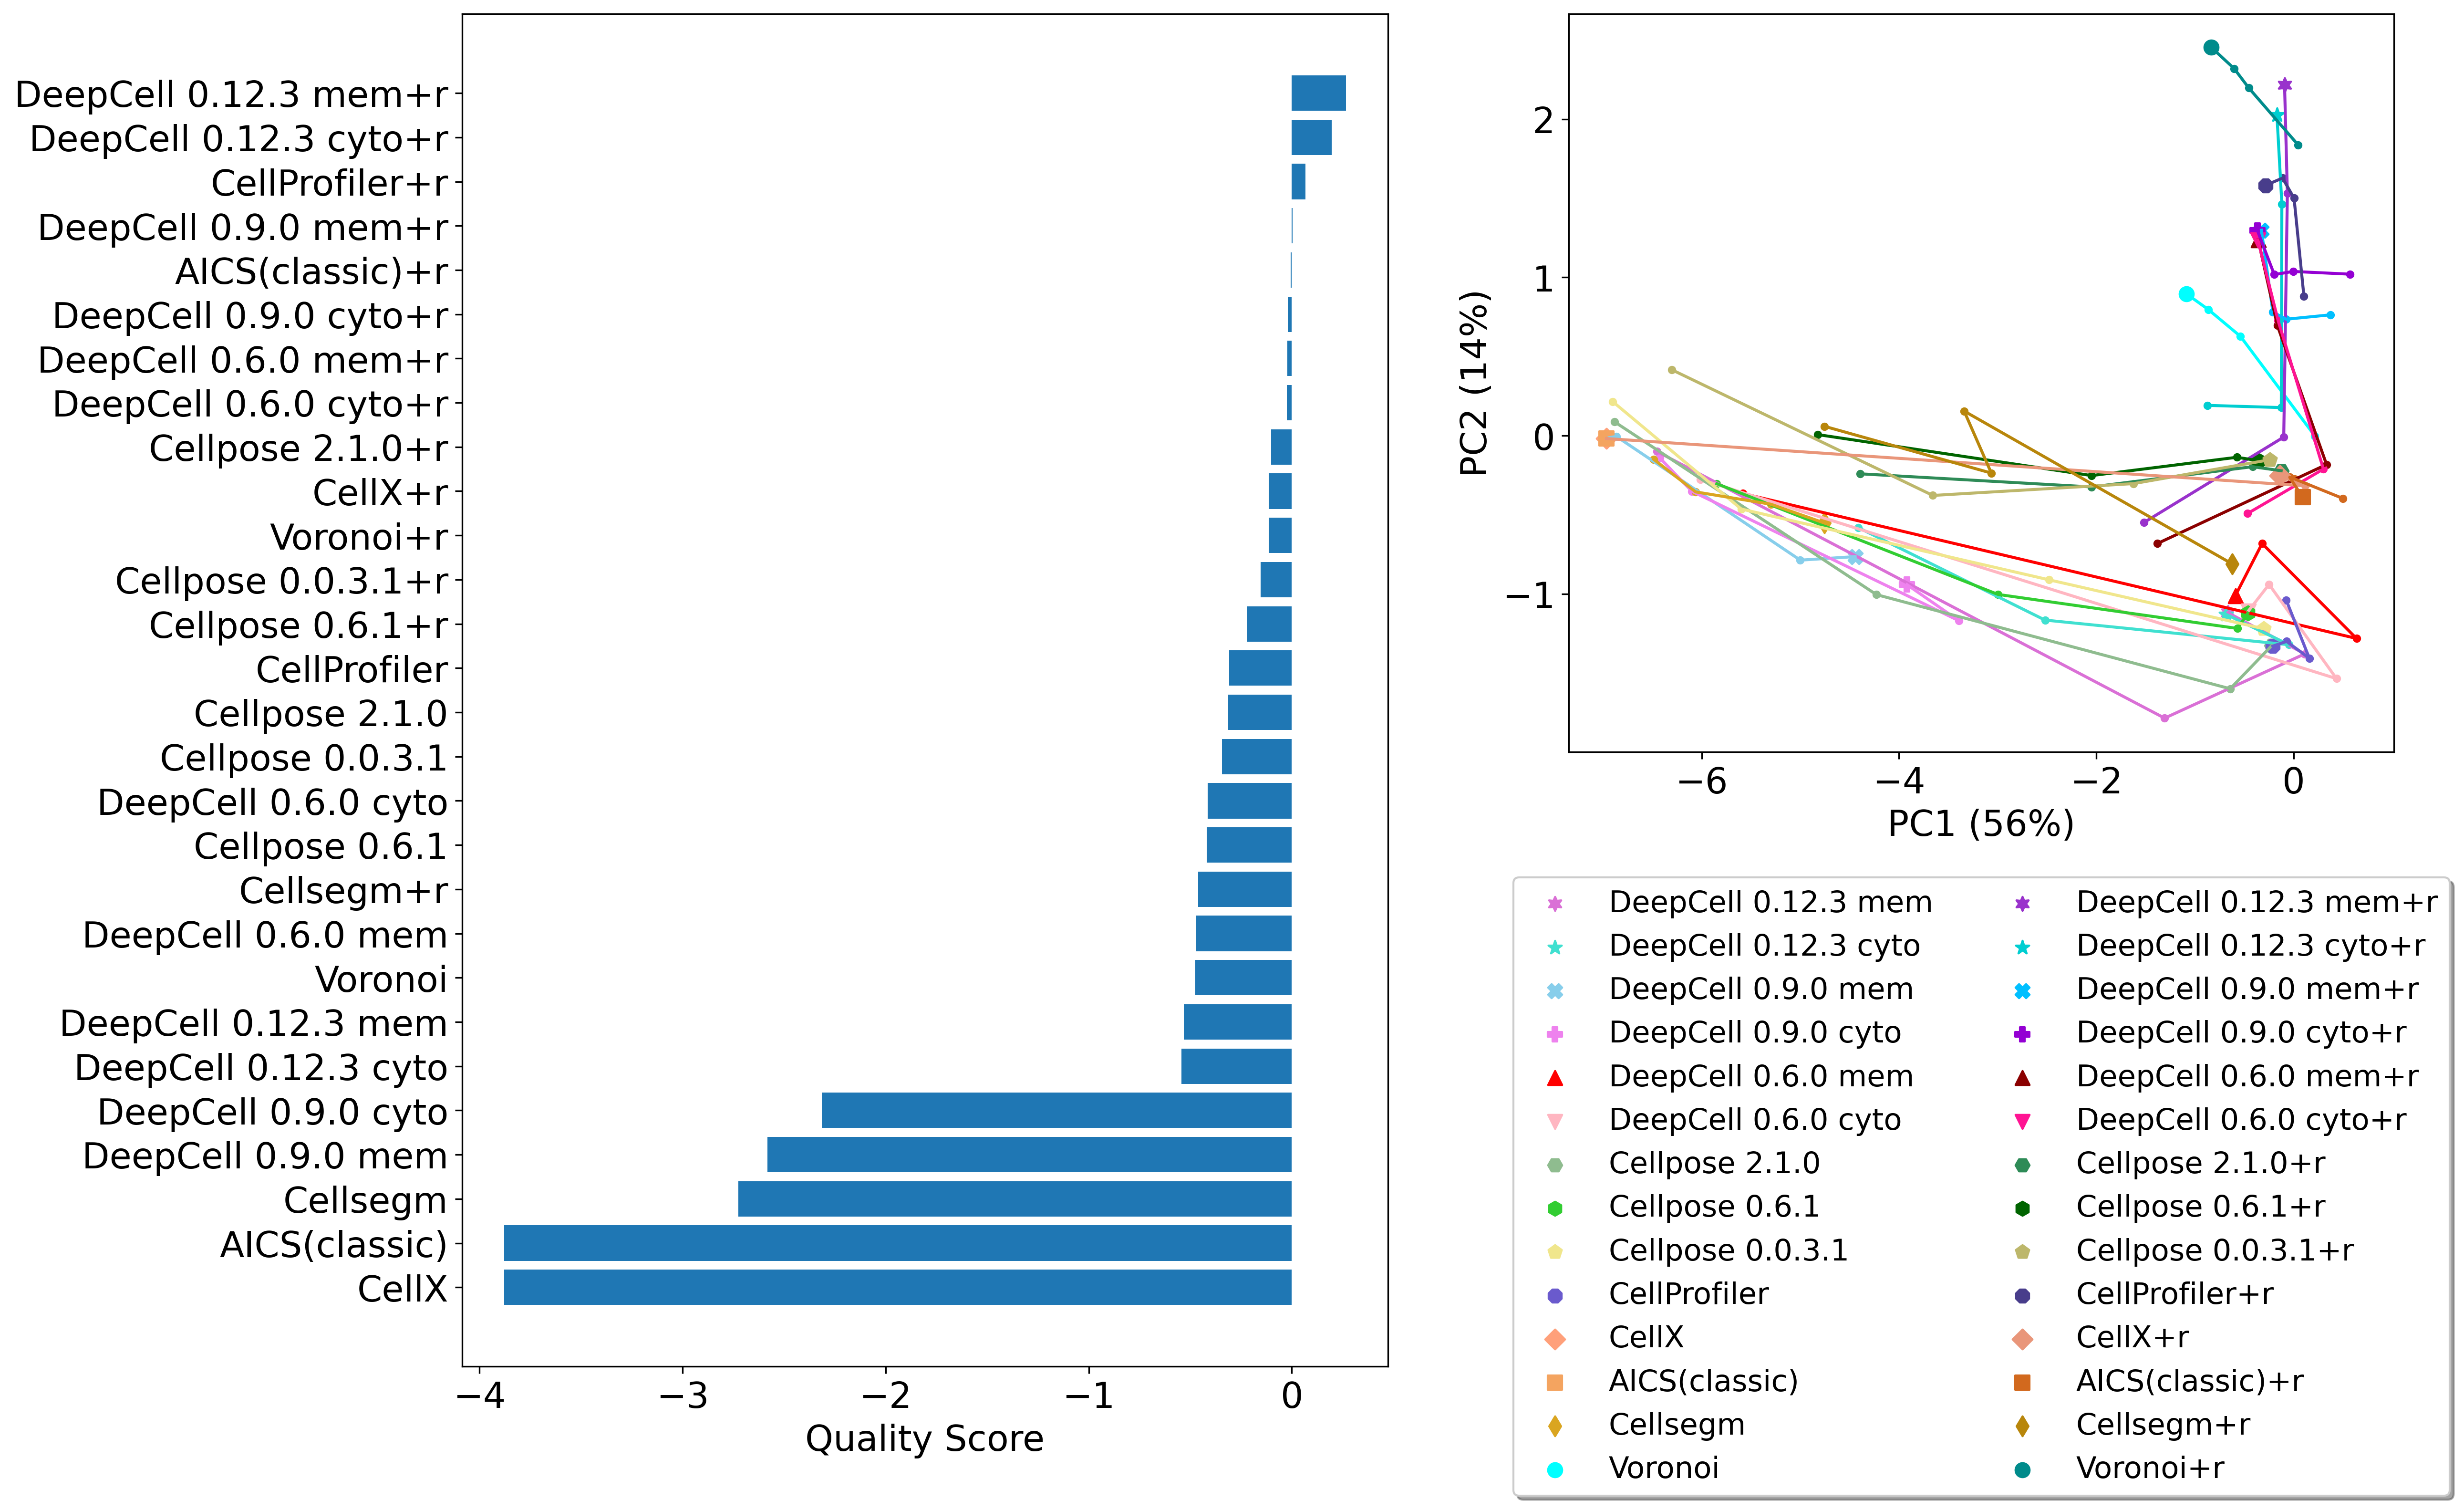 DeepCell 0.12.3 mem+r
DeepCell 0.12.3 cyto+r
CellProfiler+r
DeepCell 0.9.0 mem+r
AICS(classic)+r
DeepCell 0.9.0 cyto+r
DeepCell 0.6.0 mem+r
DeepCell 0.6.0 cyto+r
Cellpose 2.1.0+r
CellX+r
Voronoi+r
Cellpose 0.0.3.1+r
Cellpose 0.6.1+r
CellProfiler
Cellpose 2.1.0
Cellpose 0.0.3.1
DeepCell 0.6.0 cyto
Cellpose 0.6.1
Cellsegm+r
DeepCell 0.6.0 mem
Voronoi
DeepCell 0.12.3 mem
DeepCell 0.12.3 cyto
DeepCell 0.9.0 cyto
DeepCell 0.9.0 mem
Cellsegm
AICS(classic)
CellX
−4 −3 −2 −1 0
Quality Score
2
1
0
−1
PC2 (14%)
−6 −4 −2 0
PC1 (56%)
DeepCell 0.12.3 mem
DeepCell 0.12.3 cyto
DeepCell 0.9.0 mem
DeepCell 0.9.0 cyto
DeepCell 0.6.0 mem
DeepCell 0.6.0 cyto
Cellpose 2.1.0
Cellpose 0.6.1
Cellpose 0.0.3.1
CellProfiler
CellX
AICS(classic)
Cellsegm
Voronoi
DeepCell 0.12.3 mem+r
DeepCell 0.12.3 cyto+r
DeepCell 0.9.0 mem+r
DeepCell 0.9.0 cyto+r
DeepCell 0.6.0 mem+r
DeepCell 0.6.0 cyto+r
Cellpose 2.1.0+r
Cellpose 0.6.1+r
Cellpose 0.0.3.1+r
CellProfiler+r
CellX+r
AICS(classic)+r
Cellsegm+r
Voronoi+r